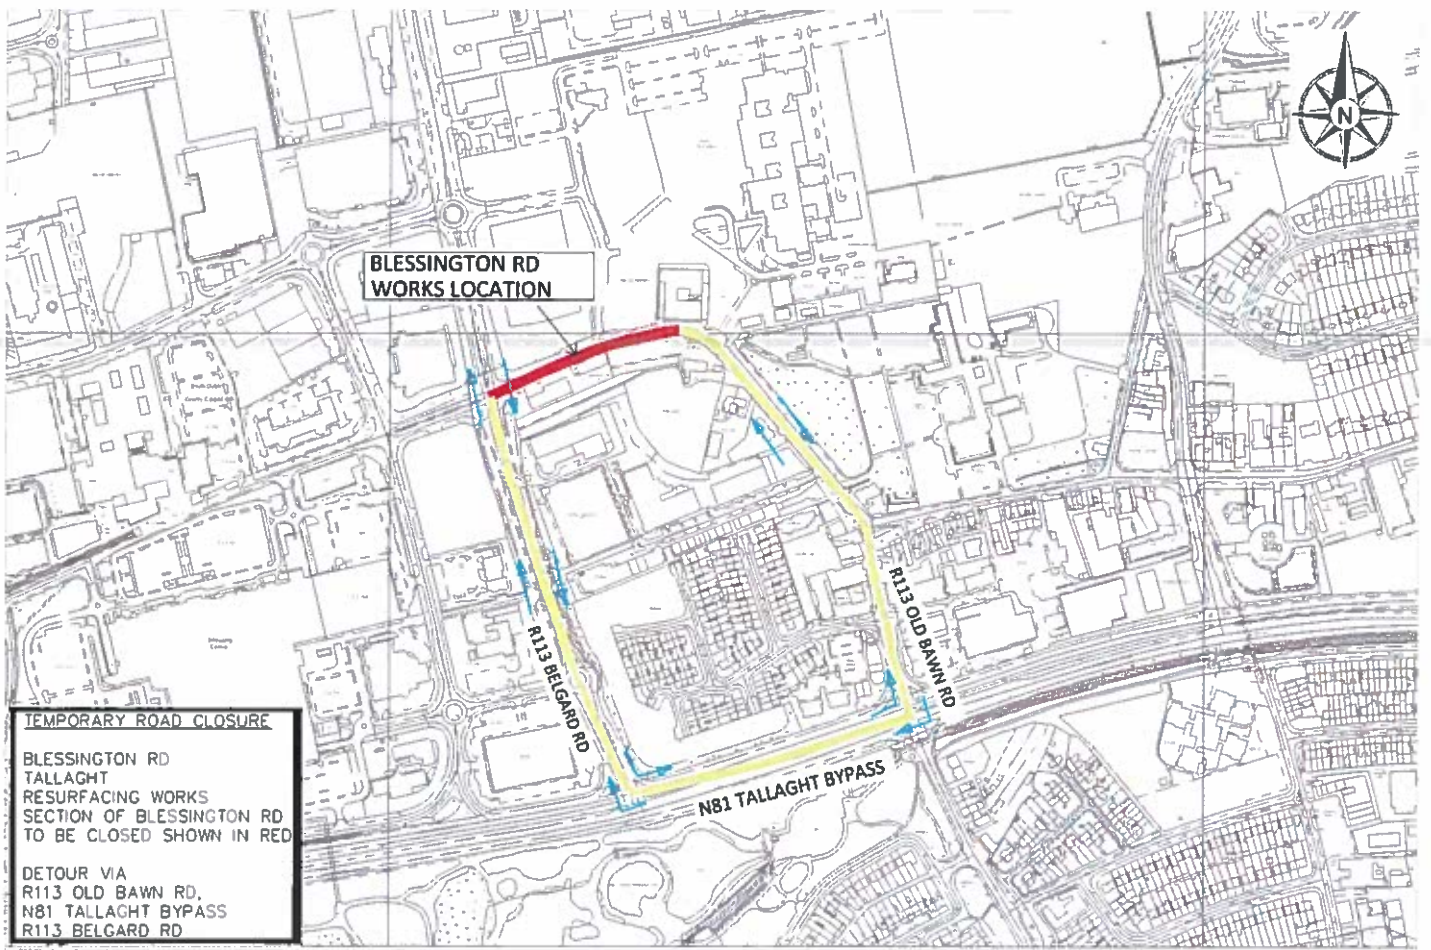 N
BLESSINGTON RD
WORKS LOCATION
R113 OLD BAWN RD
R113 BELGARD RD
N81 TALLAGHT BYPASS
TEMPORARY ROAD CLOSURE
BLESSINGTON RD
TALLAGHT
RESURFACING WORKS
SECTION OF BLESSINGTON RD
TO BE CLOSED SHOWN IN RED
DETOUR VIA
R113 OLD BAWN RD,
N81 TALLAGHT BYPASS
R113 BELGARD RD